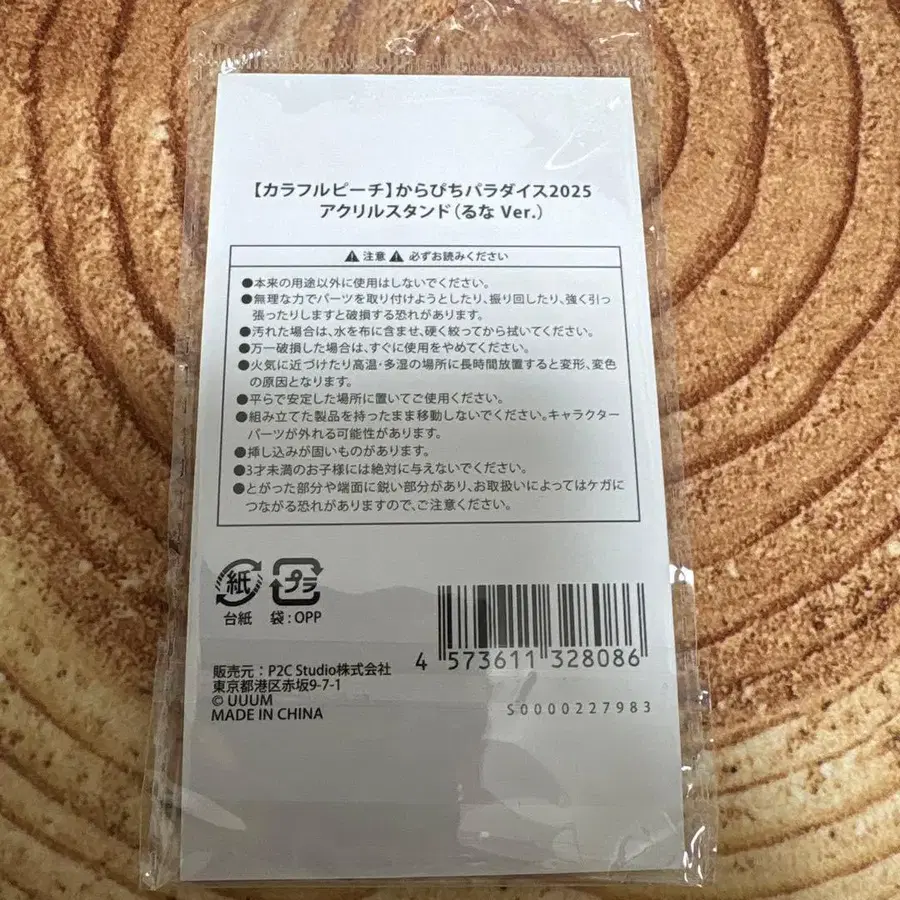 【カラフルピーチ】からぴちパラダイス2025
アクリルスタンド(るな Ver.)
⚠ 注意 ⚠ 必ずお読みください
●本来の用途以外に使用はしないでください。
●無理な力でパーツを取り付けようとしたり、振り回したり、強く引っ
張ったりしますと破損する恐れがあります。
●汚れた場合は、水を布に含ませ、硬く絞ってから拭いてください。
●万一破損した場合は、すぐに使用をやめてください。
●火気に近づけたり高温・多湿の場所に長時間放置すると変形、変色
の原因となります。
●平らで安定した場所に置いてご使用ください。
●組み立てた製品を持ったまま移動しないでください。キャラクター
パーツが外れる可能性があります。
●挿し込みが固いものがあります。
●3才未満のお子様には絶対に与えないでください。
●とがった部分や端面に鋭い部分があり、お取扱いによってはケガに
つながる恐れがありますので、ご注意ください。
紙 プラ
台紙 袋:OPP
販売元:P2C Studio株式会社
東京都港区赤坂9-7-1
© UUUM
MADE IN CHINA
4 573611 328086
S0000227983